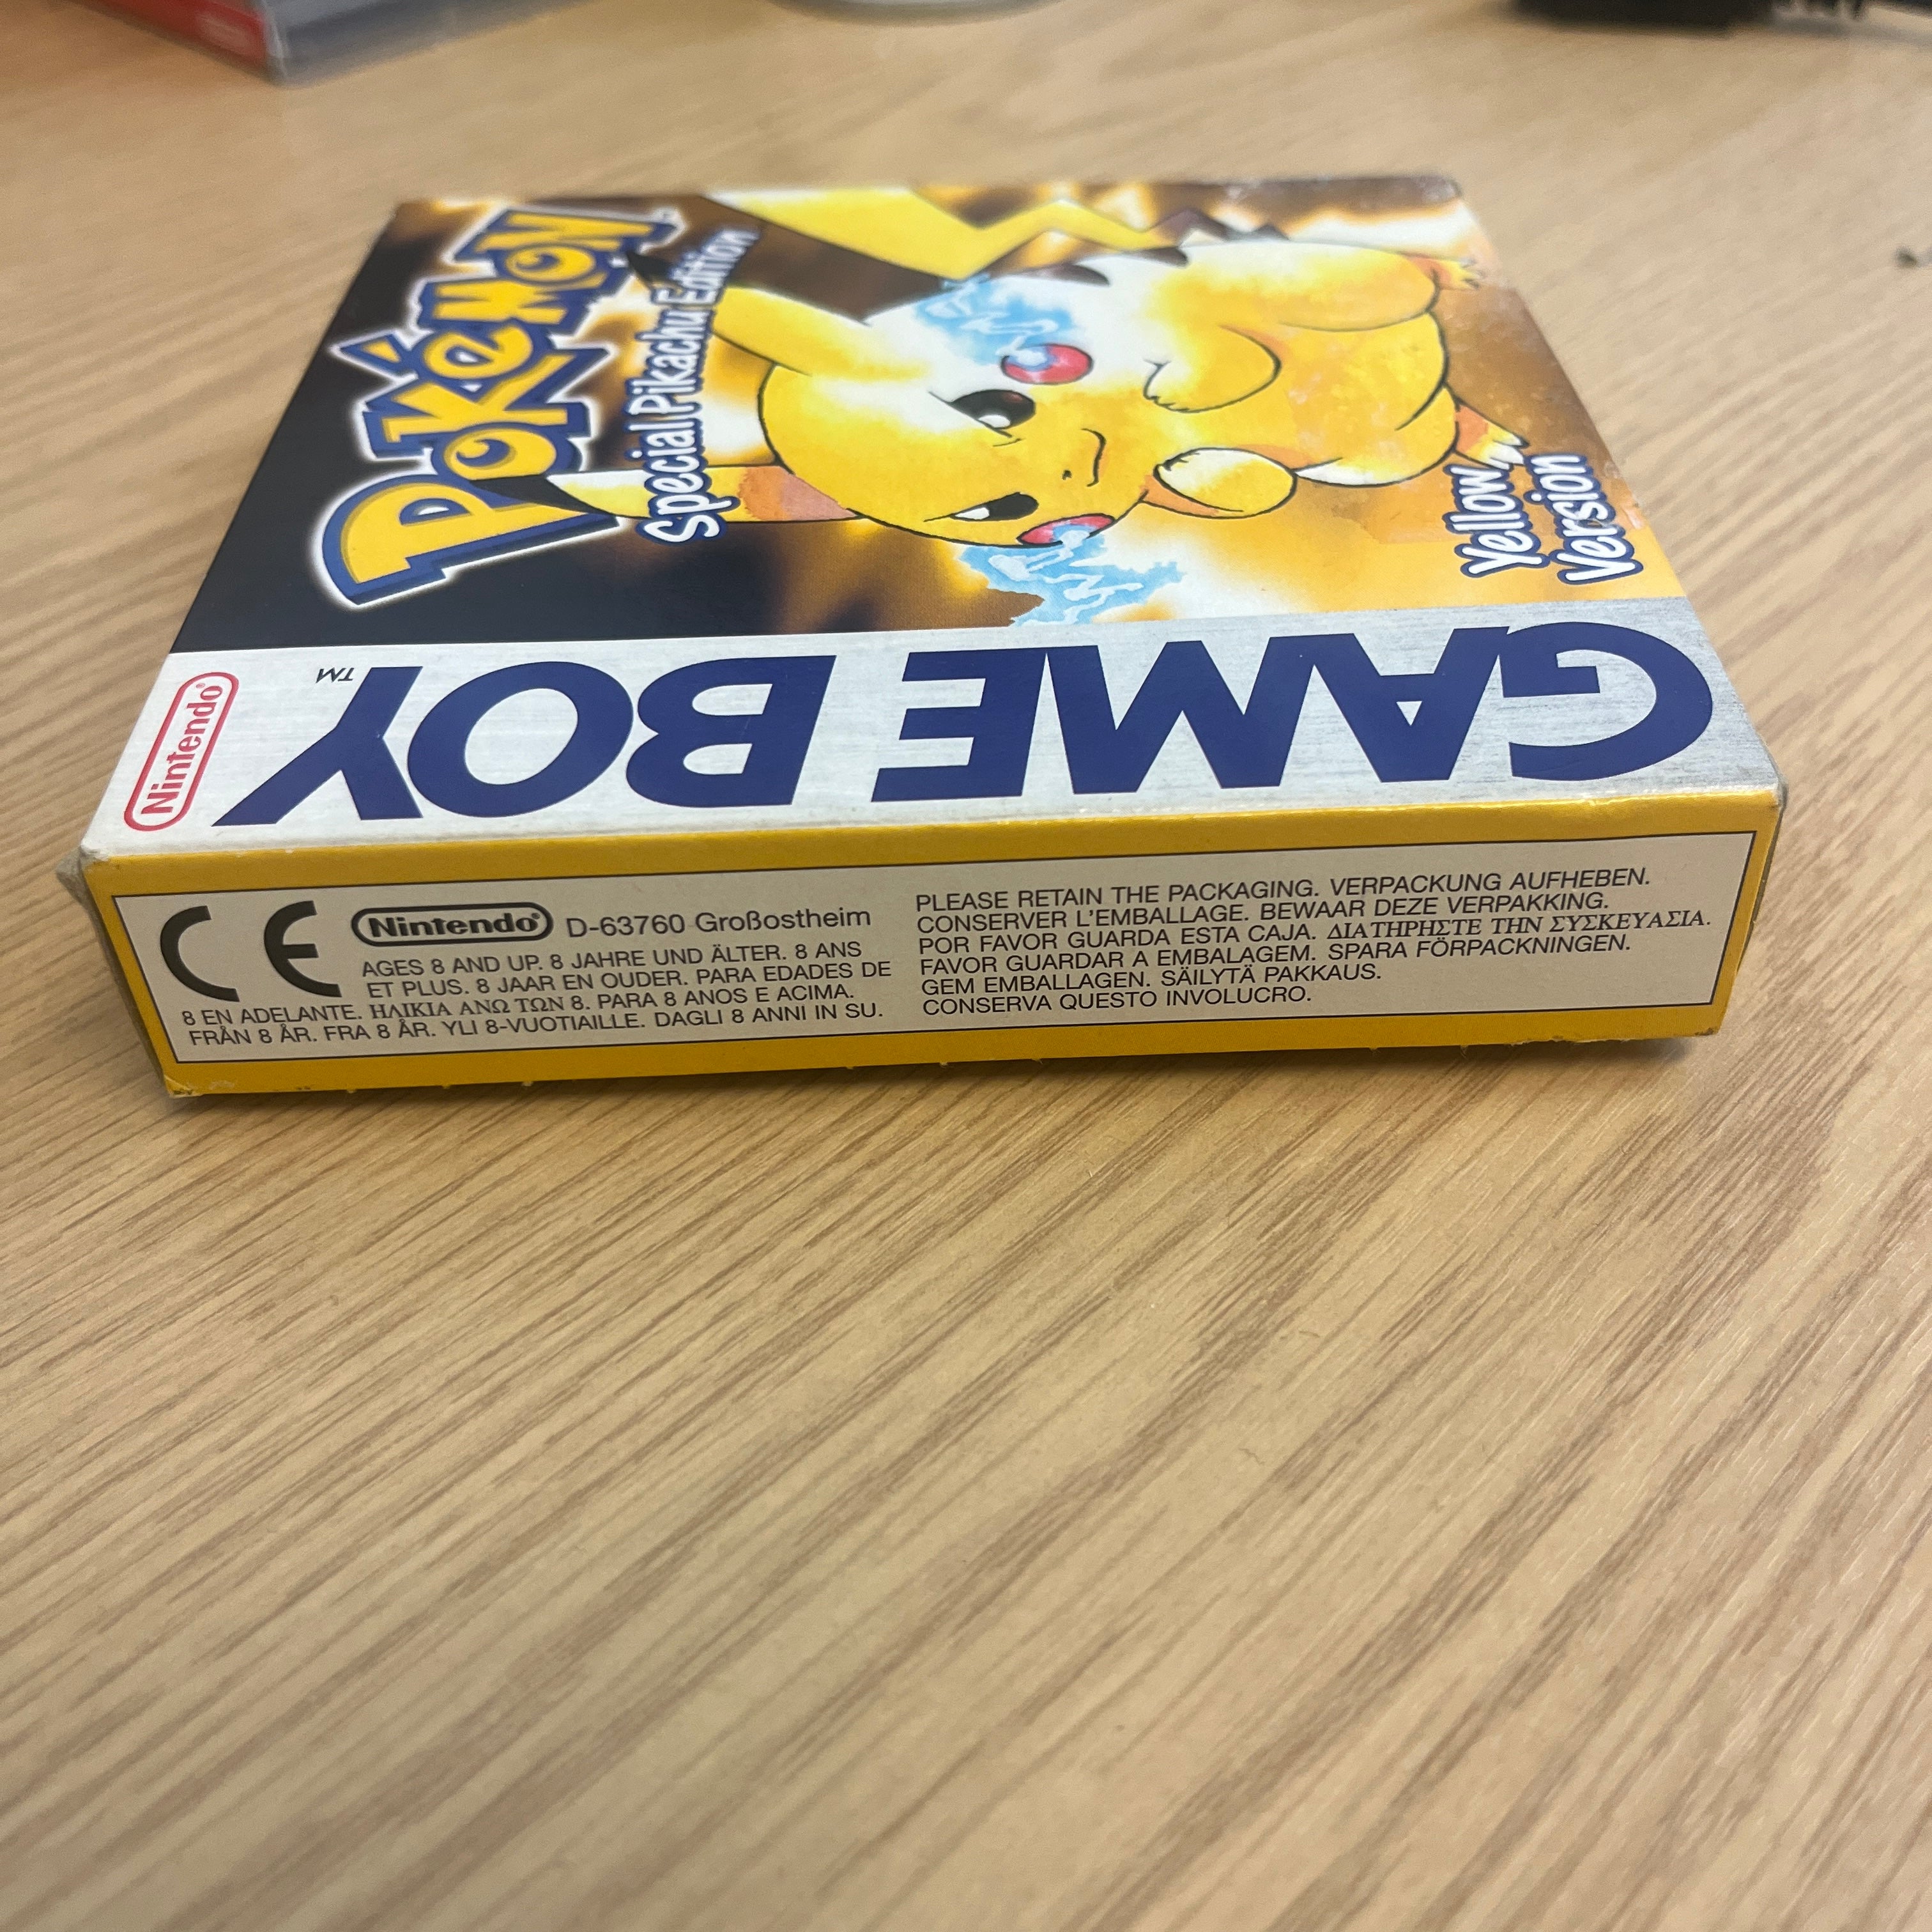 POKéMON
Special Pikachu Edition
Yellow
Version
GAME BOY™
Nintendo®
Nintendo® D-63760 Großostheim
AGES 8 AND UP. 8 JAHRE UND ÄLTER. 8 ANS
ET PLUS. 8 JAAR EN OUDER. PARA EDADES DE
8 EN ADELANTE. ΗΛΙΚΙΑ ΑΝΩ ΤΩΝ 8. PARA 8 ANOS E ACIMA.
FRÅN 8 ÅR. FRA 8 ÅR. YLI 8-VUOTIAILLE. DAGLI 8 ANNI IN SU.
PLEASE RETAIN THE PACKAGING. VERPACKUNG AUFHEBEN.
CONSERVER L'EMBALLAGE. BEWAAR DEZE VERPAKKING.
POR FAVOR GUARDA ESTA CAJA. ΔΙΑΤΗΡΗΣΤΕ ΤΗΝ ΣΥΣΚΕΥΑΣΙΑ.
FAVOR GUARDAR A EMBALAGEM. SPARA FÖRPACKNINGEN.
GEM EMBALLAGEN. SÄILYTÄ PAKKAUS.
CONSERVA QUESTO INVOLUCRO.
CE